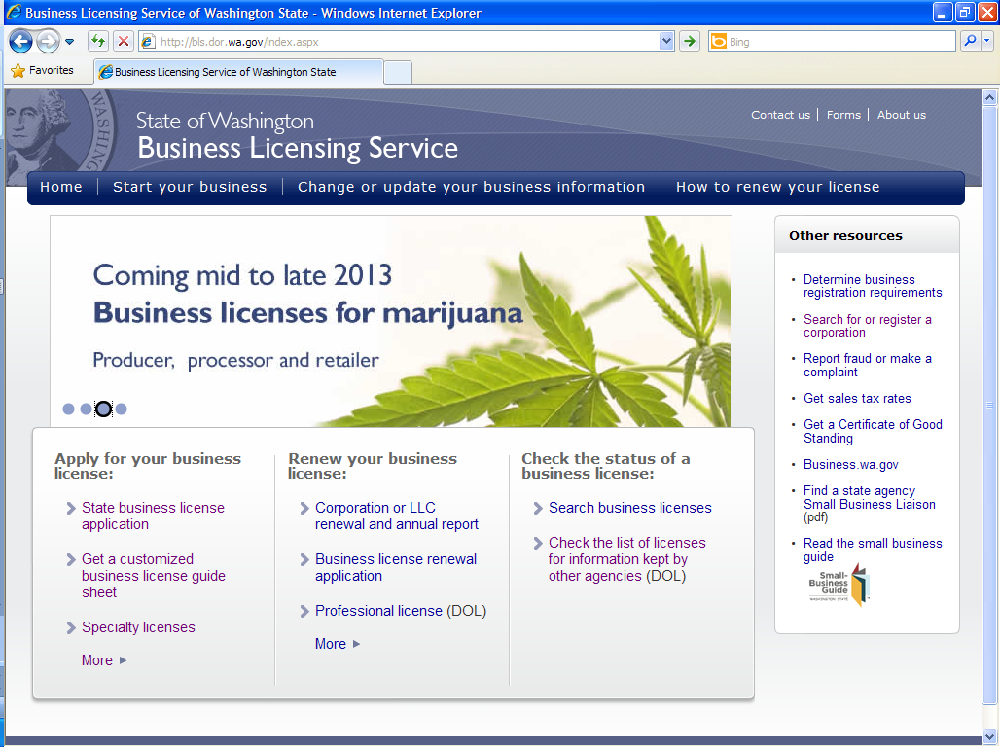 Business Licensing Service of Washington State - Windows Internet Explorer
http://bls.dor.wa.gov/index.aspx
Bing
Favorites
Business Licensing Service of Washington State
WASHING
State of Washington
Business Licensing Service
Contact us | Forms | About us
Home | Start your business | Change or update your business information | How to renew your license
Coming mid to late 2013
Business licenses for marijuana
Producer, processor and retailer
Apply for your business
license:
State business license
application
Get a customized
business license guide
sheet
Specialty licenses
More
Renew your business
license:
Corporation or LLC
renewal and annual report
Business license renewal
application
Professional license (DOL)
More
Check the status of a
business license:
Search business licenses
Check the list of licenses
for information kept by
other agencies (DOL)
Other resources
Determine business
registration requirements
Search for or register a
corporation
Report fraud or make a
complaint
Get sales tax rates
Get a Certificate of Good
Standing
Business.wa.gov
Find a state agency
Small Business Liaison
(pdf)
Read the small business
guide
Small-
Business
Guide
WASHINGTON STATE